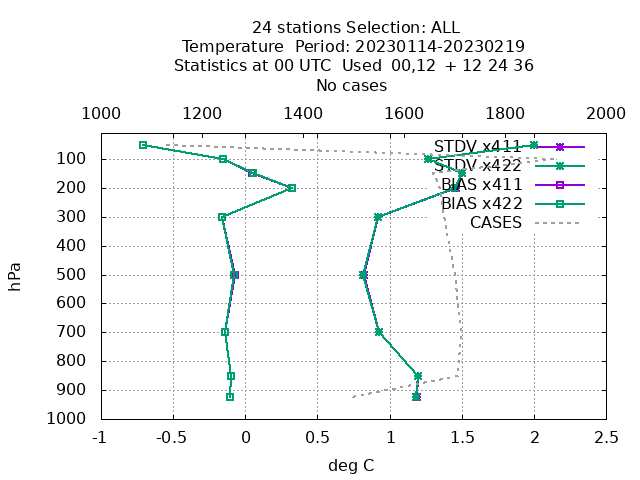 24 stations Selection: ALL
Temperature  Period: 20230114-20230219
Statistics at 00 UTC  Used  00,12  + 12 24 36
No cases
1000 1200 1400 1600 1800 2000
STDV x411
STDV x422
BIAS x411
BIAS x422
CASES
100
200
300
400
500
600
700
800
900
1000
hPa
-1 -0.5 0 0.5 1 1.5 2 2.5
deg C